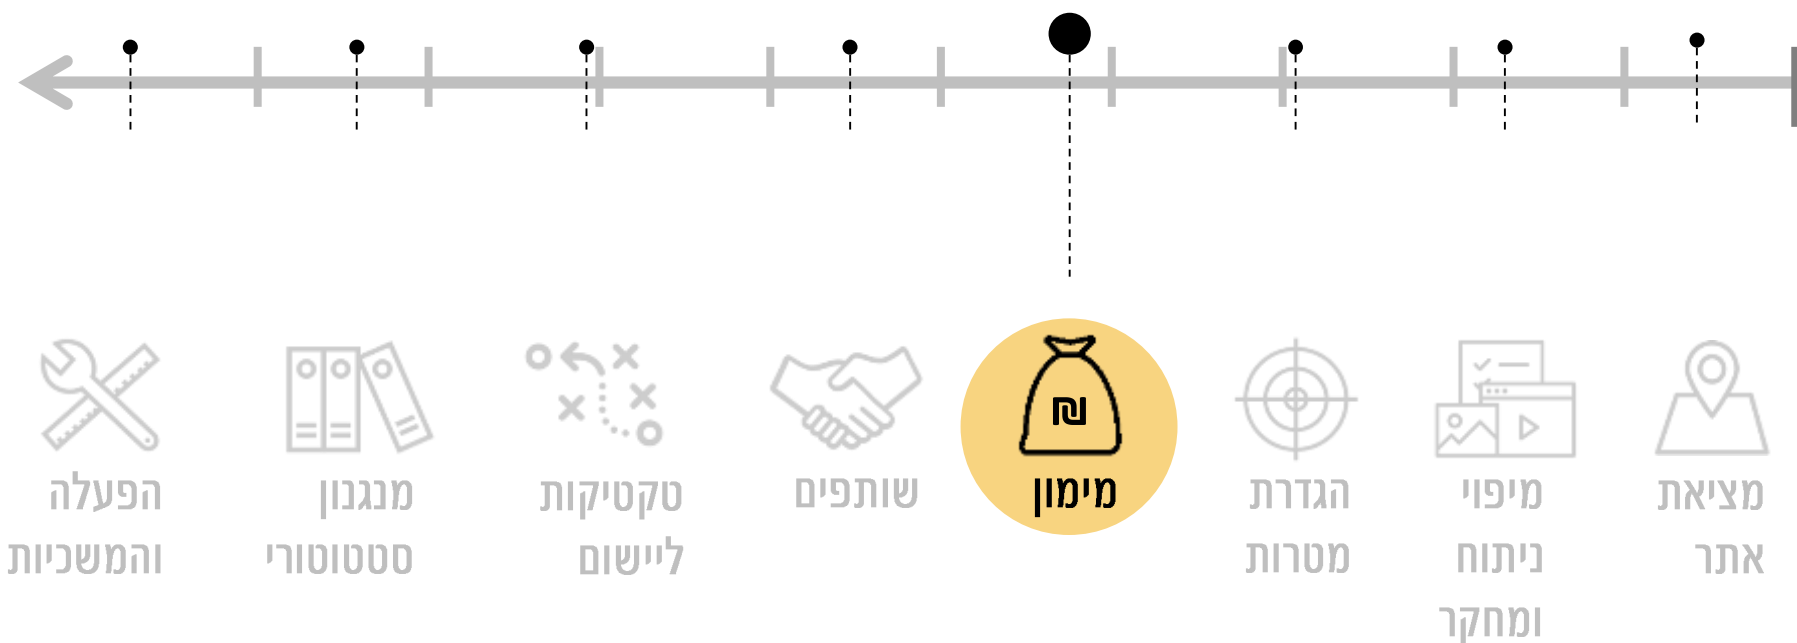 מציאת
אתר
מיפוי
ניתוח
ומחקר
הגדרת
מטרות
₪
מימון
שותפים
טקטיקות
ליישום
מנגנון
סטטוטורי
הפעלה
והמשכיות